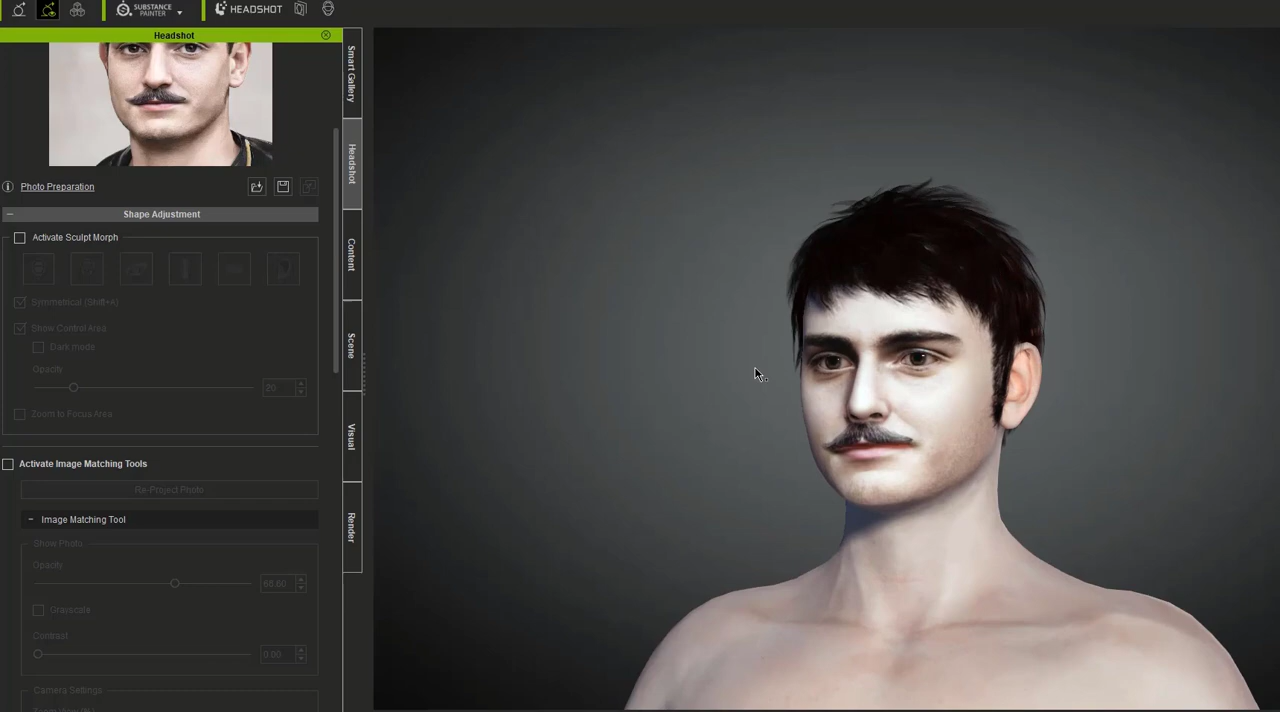 SUBSTANCE
PAINTER
HEADSHOT
Headshot
Smart Gallery
Headshot
Content
Scene
Visual
Render
Photo Preparation
Shape Adjustment
Activate Sculpt Morph
Symmetrical (Shift+A)
Show Control Area
Dark mode
Opacity
20
Zoom to Focus Area
Activate Image Matching Tools
Re-Project Photo
Image Matching Tool
Show Photo
Opacity
66.60
Grayscale
Contrast
0.00
Camera Settings